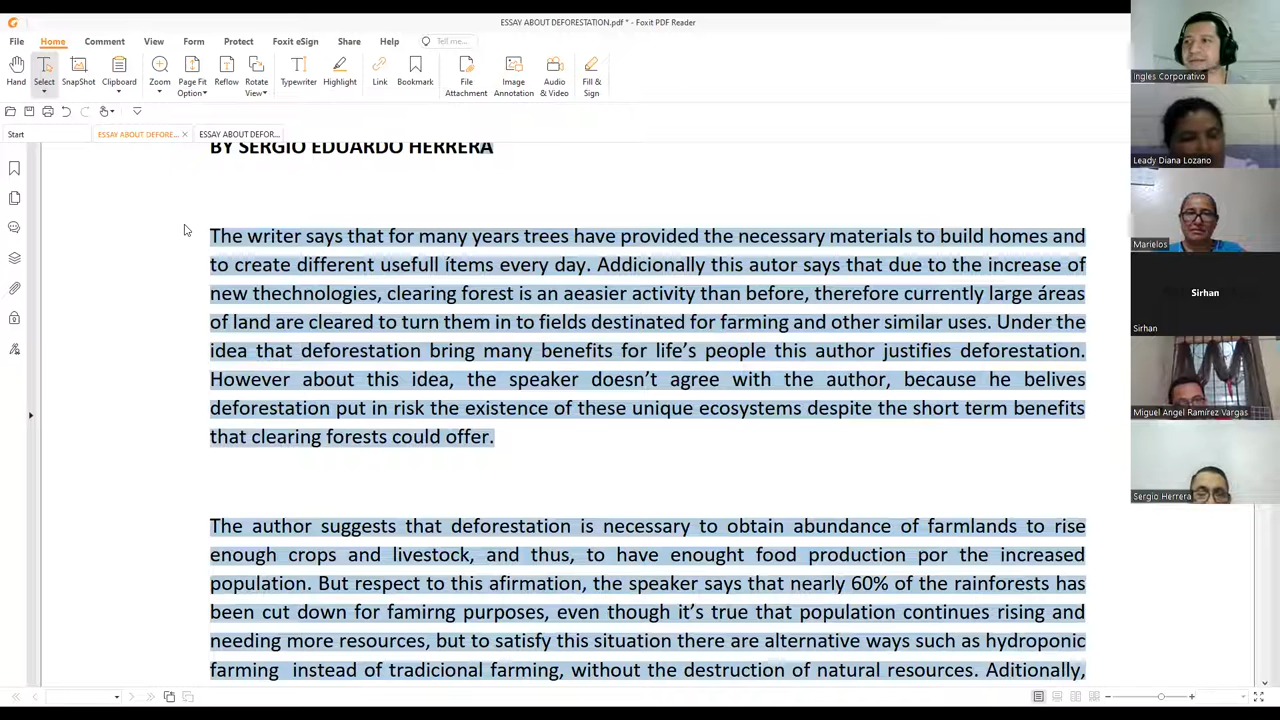 ESSAY ABOUT DEFORESTATION.pdf * - Foxit PDF Reader
File Home Comment View Form Protect Foxit eSign Share Help Tell me...
Hand Select SnapShot Clipboard Zoom Page Fit Option Reflow Rotate View Typewriter Highlight Link Bookmark File Attachment Image Annotation Audio & Video Fill & Sign
Start ESSAY ABOUT DEFORE... ESSAY ABOUT DEFOR...
BY SERGIO EDUARDO HERRERA
The writer says that for many years trees have provided the necessary materials to build homes and
to create different usefull ítems every day. Addicionally this autor says that due to the increase of
new thechnologies, clearing forest is an aeasier activity than before, therefore currently large áreas
of land are cleared to turn them in to fields destinated for farming and other similar uses. Under the
idea that deforestation bring many benefits for life’s people this author justifies deforestation.
However about this idea, the speaker doesn’t agree with the author, because he belives
deforestation put in risk the existence of these unique ecosystems despite the short term benefits
that clearing forests could offer.
The author suggests that deforestation is necessary to obtain abundance of farmlands to rise
enough crops and livestock, and thus, to have enought food production por the increased
population. But respect to this afirmation, the speaker says that nearly 60% of the rainforests has
been cut down for famirng purposes, even though it’s true that population continues rising and
needing more resources, but to satisfy this situation there are alternative ways such as hydroponic
farming instead of tradicional farming, without the destruction of natural resources. Aditionally,
Ingles Corporativo
Leady Diana Lozano
Marielos
Sirhan
Sirhan
Miguel Angel Ramírez Vargas
Sergio Herrera